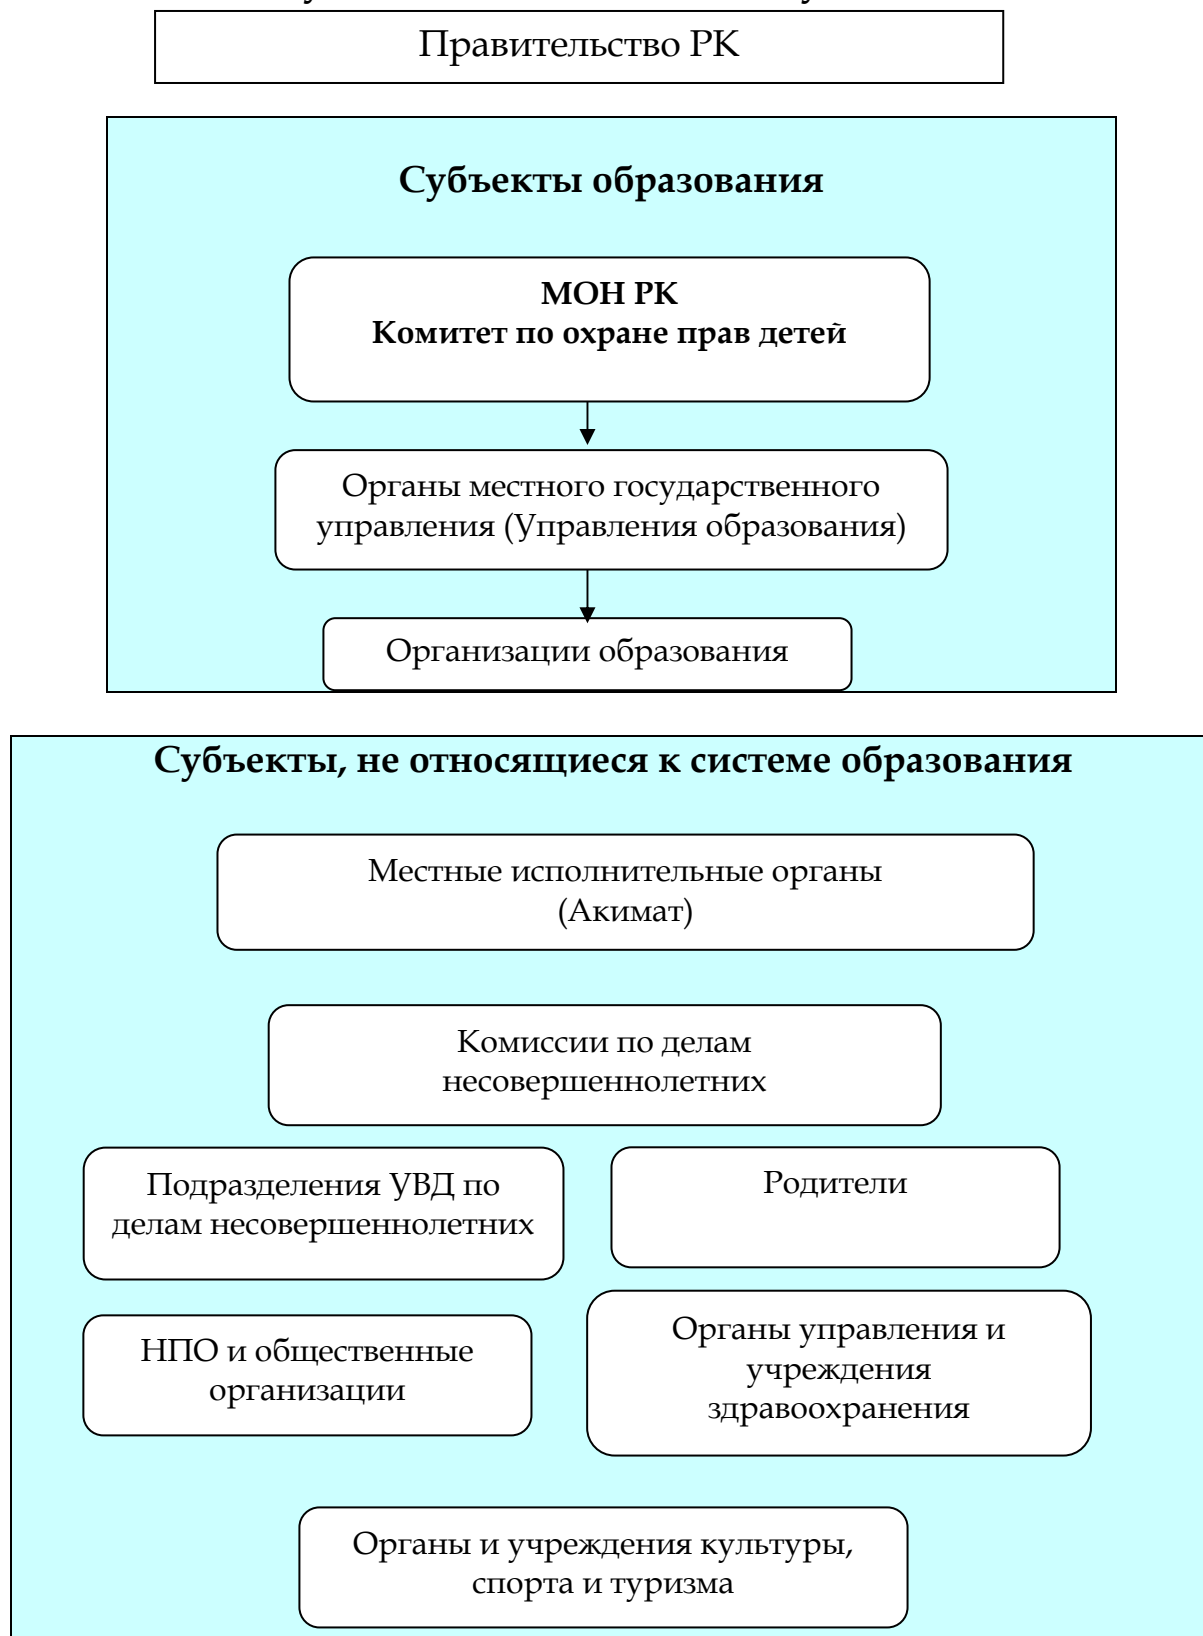 Правительство РК
Субъекты образования
МОН РК
Комитет по охране прав детей
Органы местного государственного
управления (Управления образования)
Организации образования
Субъекты, не относящиеся к системе образования
Местные исполнительные органы
(Акимат)
Комиссии по делам
несовершеннолетних
Подразделения УВД по
делам несовершеннолетних
Родители
НПО и общественные
организации
Органы управления и
учреждения
здравоохранения
Органы и учреждения культуры,
спорта и туризма